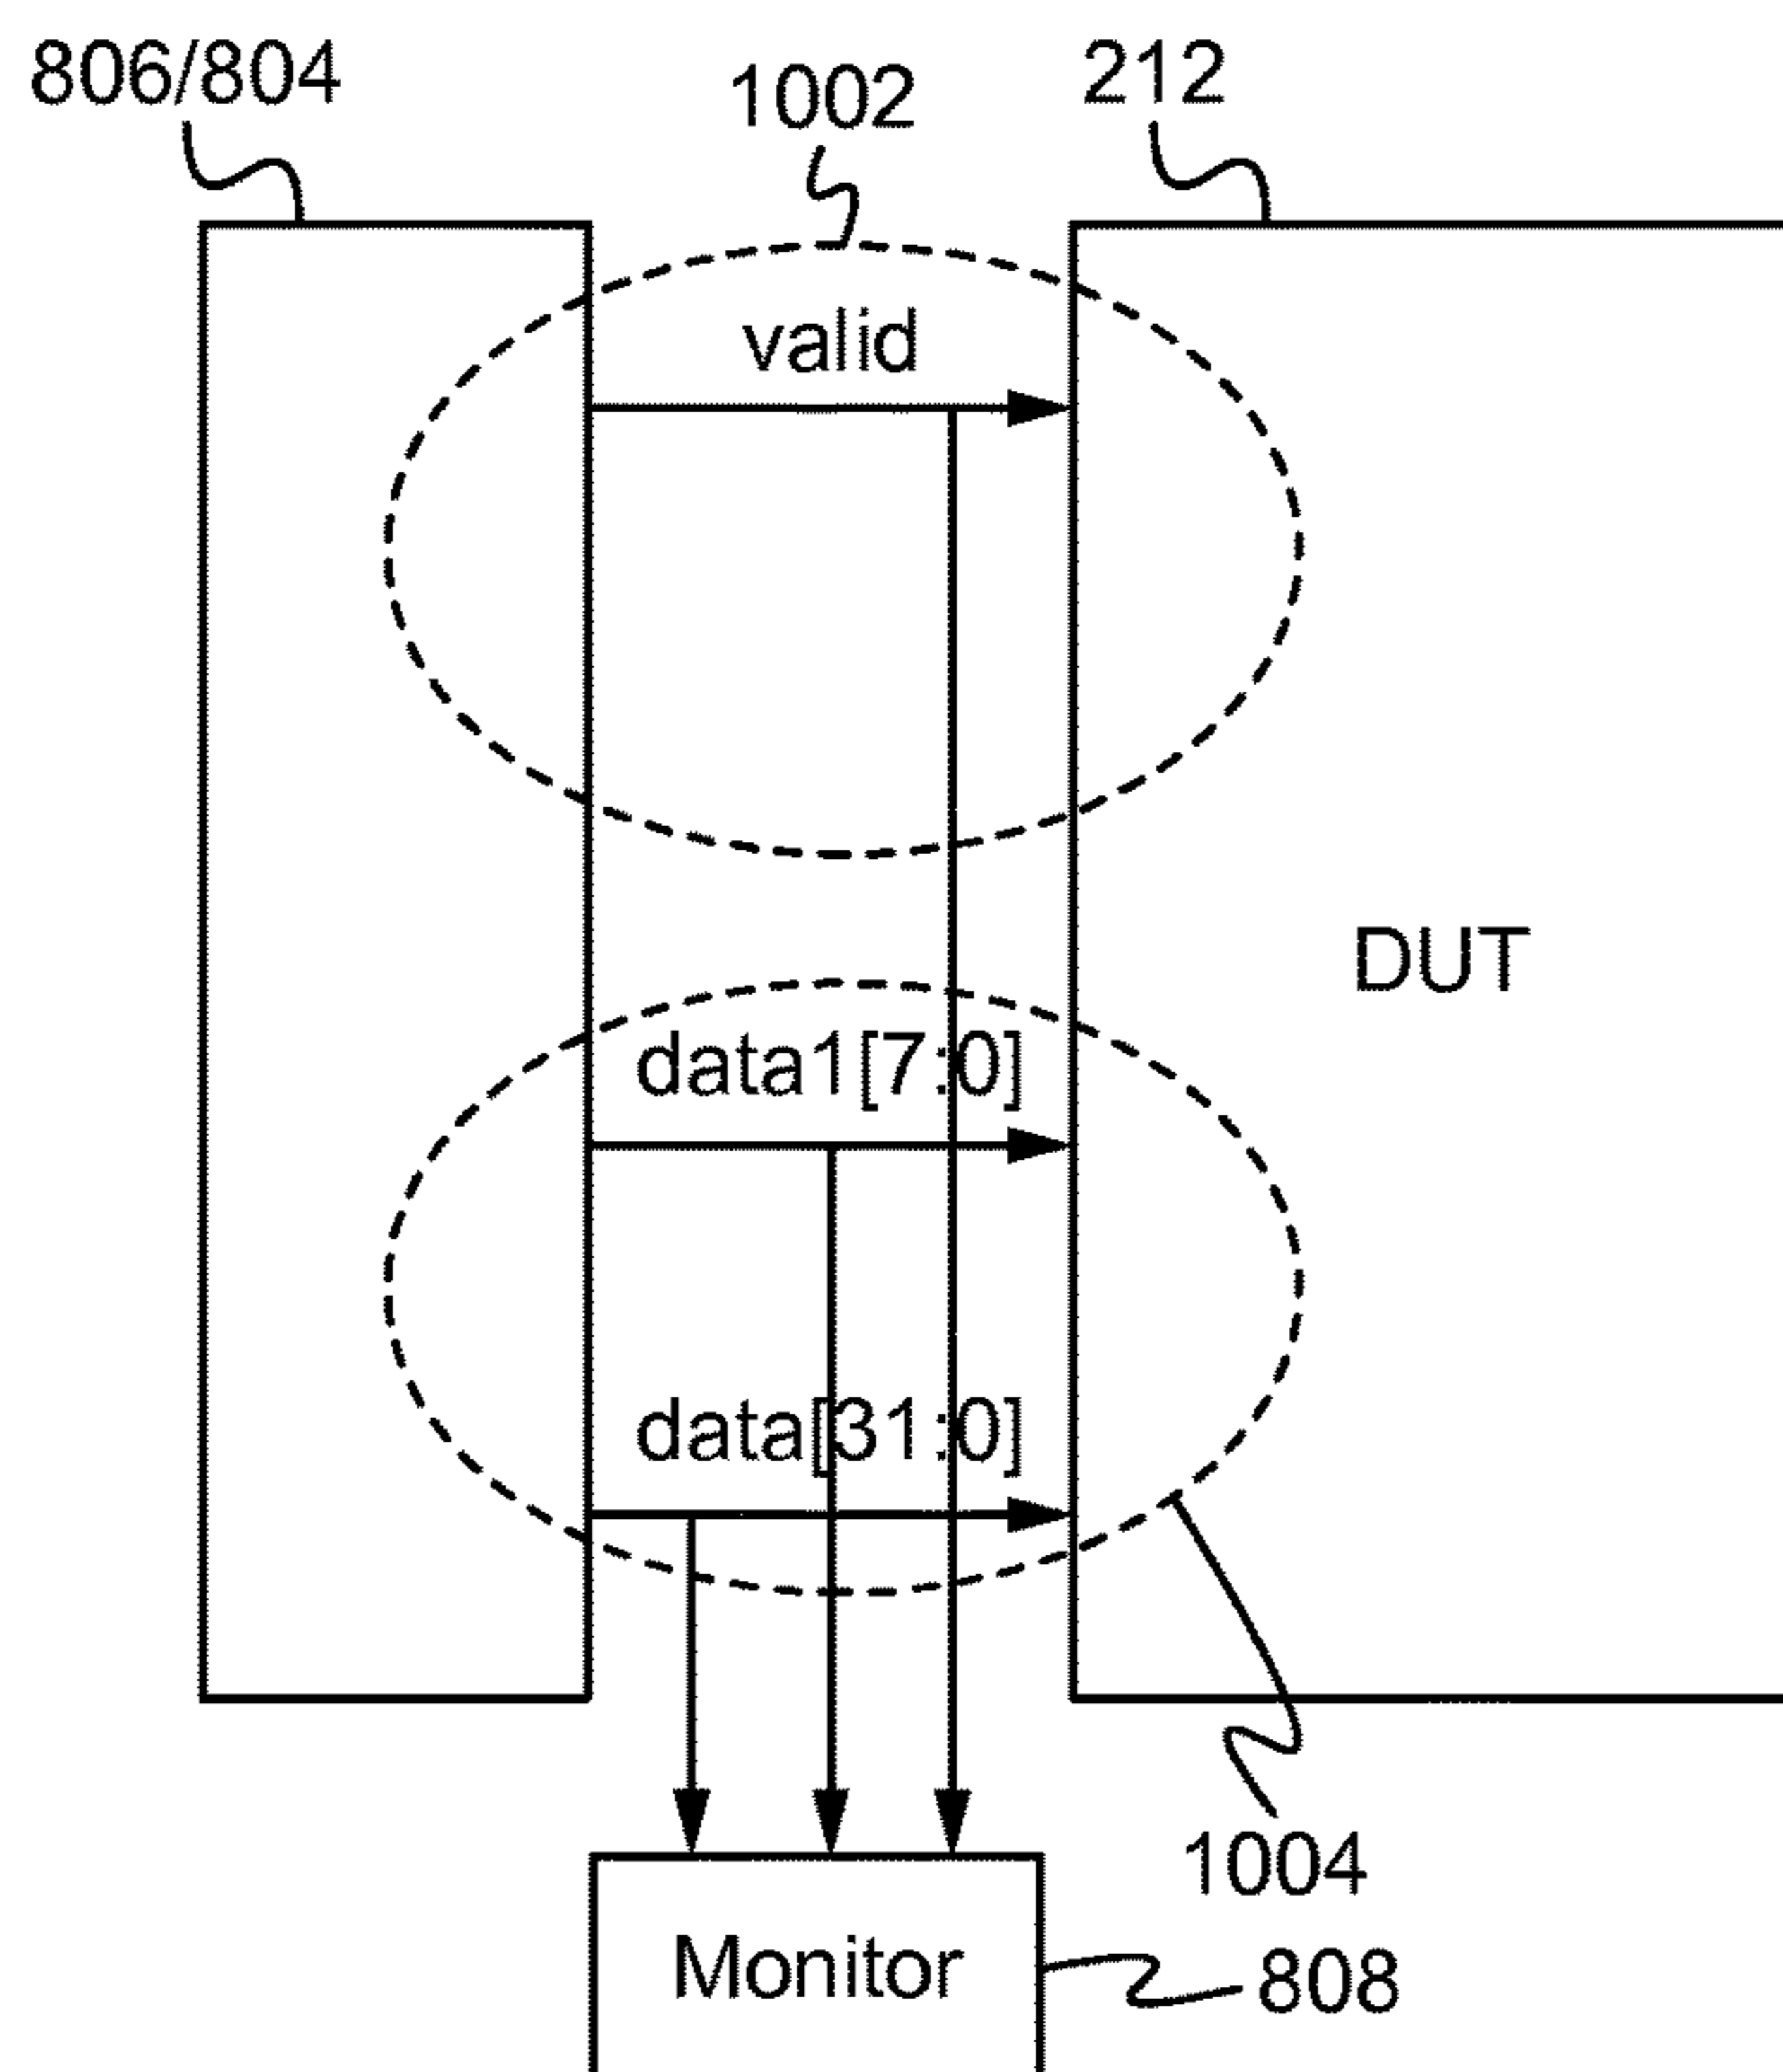 806/804
1002
212
valid
DUT
data1[7:0]
data[31:0]
1004
Monitor
808